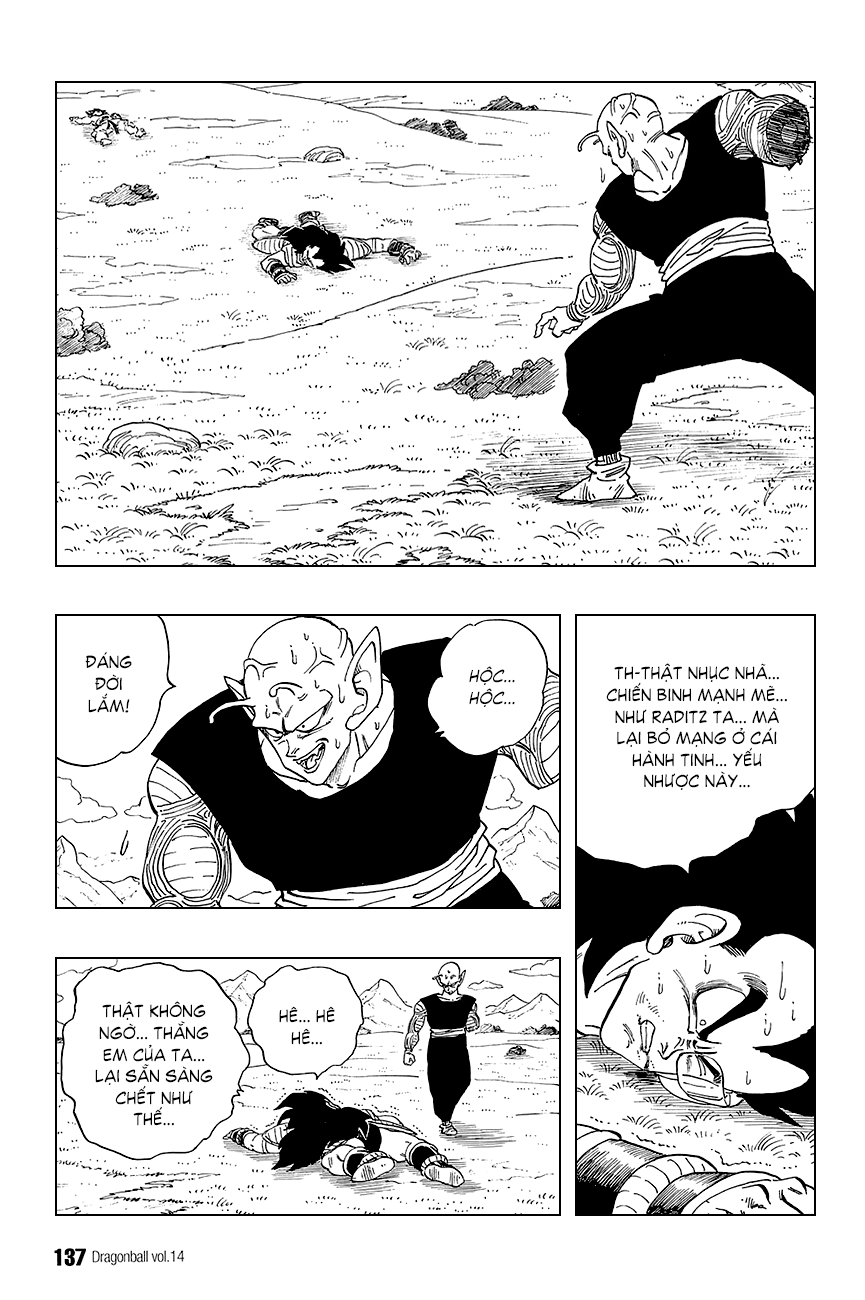 HỘC...
HỘC...
ĐÁNG
ĐỜI
LẮM!
TH-THẬT NHỤC NHÃ...
CHIẾN BINH MẠNH MẼ...
NHƯ RADITZ TA... MÀ
LẠI BỎ MẠNG Ở CÁI
HÀNH TINH... YẾU
NHƯỢC NÀY...
HÊ... HÊ
HÊ...
THẬT KHÔNG
NGỜ... THẰNG
EM CỦA TA...
LẠI SẴN SÀNG
CHẾT NHƯ
THẾ...
137 Dragonball vol.14